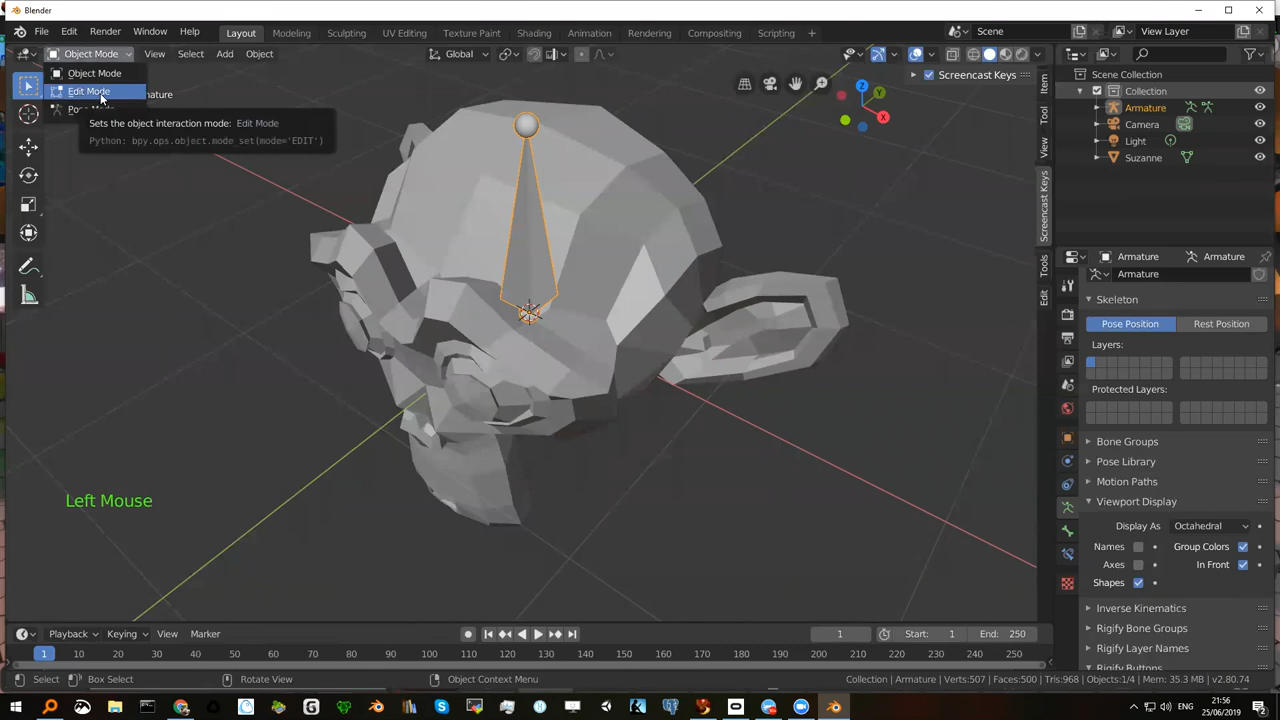 Blender
File Edit Render Window Help
Layout Modeling Sculpting UV Editing Texture Paint Shading Animation Rendering Compositing Scripting +
Scene View Layer
Object Mode View Select Add Object Global
Object Mode
Edit Mode
Pose Mode
mature
Sets the object interaction mode: Edit Mode
Python: bpy.ops.object.mode_set(mode='EDIT')
Left Mouse
Z
Y
X
Screencast Keys
Item
Tool
View
Screencast Keys
Tools
Edit
Scene Collection
Collection
Armature
Camera
Light
Suzanne
Armature Armature
Armature
Skeleton
Pose Position Rest Position
Layers:
Protected Layers:
Bone Groups
Pose Library
Motion Paths
Viewport Display
Display As Octahedral
Names Group Colors
Axes In Front
Shapes
Inverse Kinematics
Rigify Bone Groups
Rigify Layer Names
Rigify Buttons
Playback Keying View Marker 1 Start: 1 End: 250
1 10 20 30 40 50 60 70 80 90 100 110 120 130 140 150 160 170 180 190 200 210 220 230 240 250
Select Box Select Rotate View Object Context Menu Collection | Armature | Verts:507 | Faces:500 | Tris:968 | Objects:1/4 | Mem: 35.3 MB | v2.80.74
21:56
25/06/2019